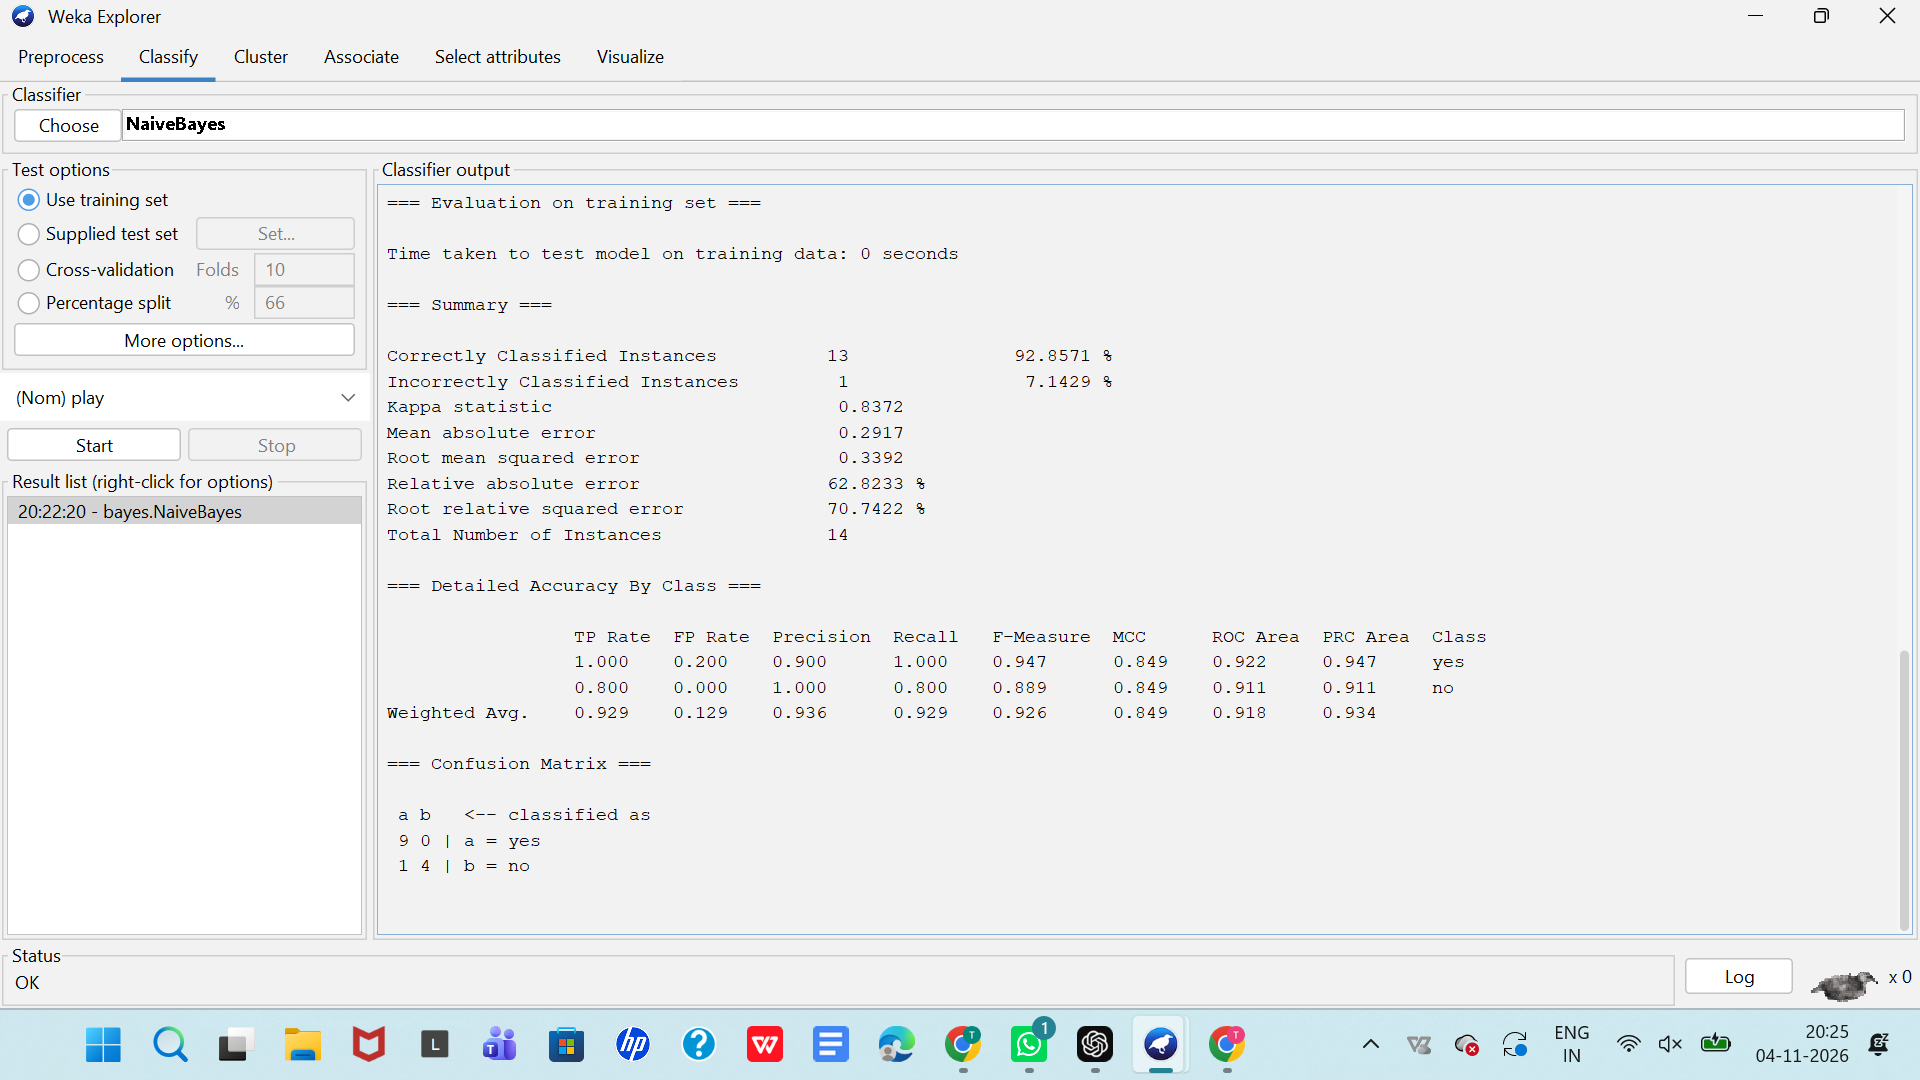 Weka Explorer
Preprocess Classify Cluster Associate Select attributes Visualize
Classifier
Choose NaiveBayes
Test options
Use training set
Supplied test set Set...
Cross-validation Folds 10
Percentage split % 66
More options...
(Nom) play
Start Stop
Result list (right-click for options)
20:22:20 - bayes.NaiveBayes
Classifier output
=== Evaluation on training set ===
Time taken to test model on training data: 0 seconds
=== Summary ===
Correctly Classified Instances 13 92.8571 %
Incorrectly Classified Instances 1 7.1429 %
Kappa statistic 0.8372
Mean absolute error 0.2917
Root mean squared error 0.3392
Relative absolute error 62.8233 %
Root relative squared error 70.7422 %
Total Number of Instances 14
=== Detailed Accuracy By Class ===
TP Rate FP Rate Precision Recall F-Measure MCC ROC Area PRC Area Class
1.000 0.200 0.900 1.000 0.947 0.849 0.922 0.947 yes
0.800 0.000 1.000 0.800 0.889 0.849 0.911 0.911 no
Weighted Avg. 0.929 0.129 0.936 0.929 0.926 0.849 0.918 0.934
=== Confusion Matrix ===
a b <-- classified as
9 0 | a = yes
1 4 | b = no
Status
OK
Log
x 0
L
T
hp
?
W
T
1
T
ENG
IN
20:25
04-11-2026